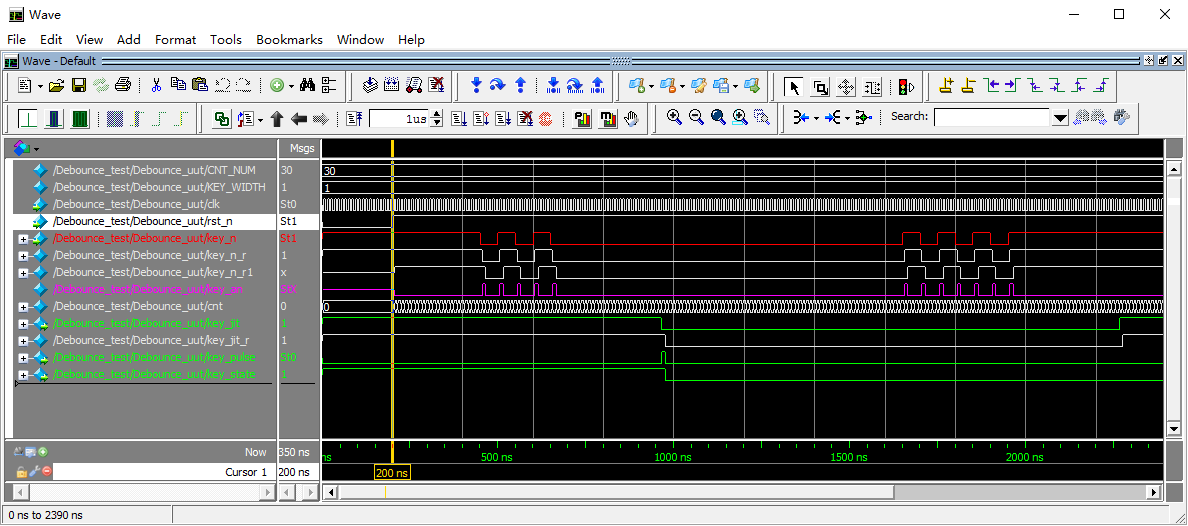 Wave
File Edit View Add Format Tools Bookmarks Window Help
Wave - Default
1us
Search:
Msgs
/Debounce_test/Debounce_uut/CNT_NUM 30 30
/Debounce_test/Debounce_uut/KEY_WIDTH 1 1
/Debounce_test/Debounce_uut/clk St0
/Debounce_test/Debounce_uut/rst_n St1
/Debounce_test/Debounce_uut/key_n St1
/Debounce_test/Debounce_uut/key_n_r 1
/Debounce_test/Debounce_uut/key_n_r1 x
/Debounce_test/Debounce_uut/key_an StX
/Debounce_test/Debounce_uut/cnt 0 0
/Debounce_test/Debounce_uut/key_jit 1
/Debounce_test/Debounce_uut/key_jit_r 1
/Debounce_test/Debounce_uut/key_pulse St0
/Debounce_test/Debounce_uut/key_state 1
Now 350 ns ns 500 ns 1000 ns 1500 ns 2000 ns
Cursor 1 200 ns 200 ns
0 ns to 2390 ns